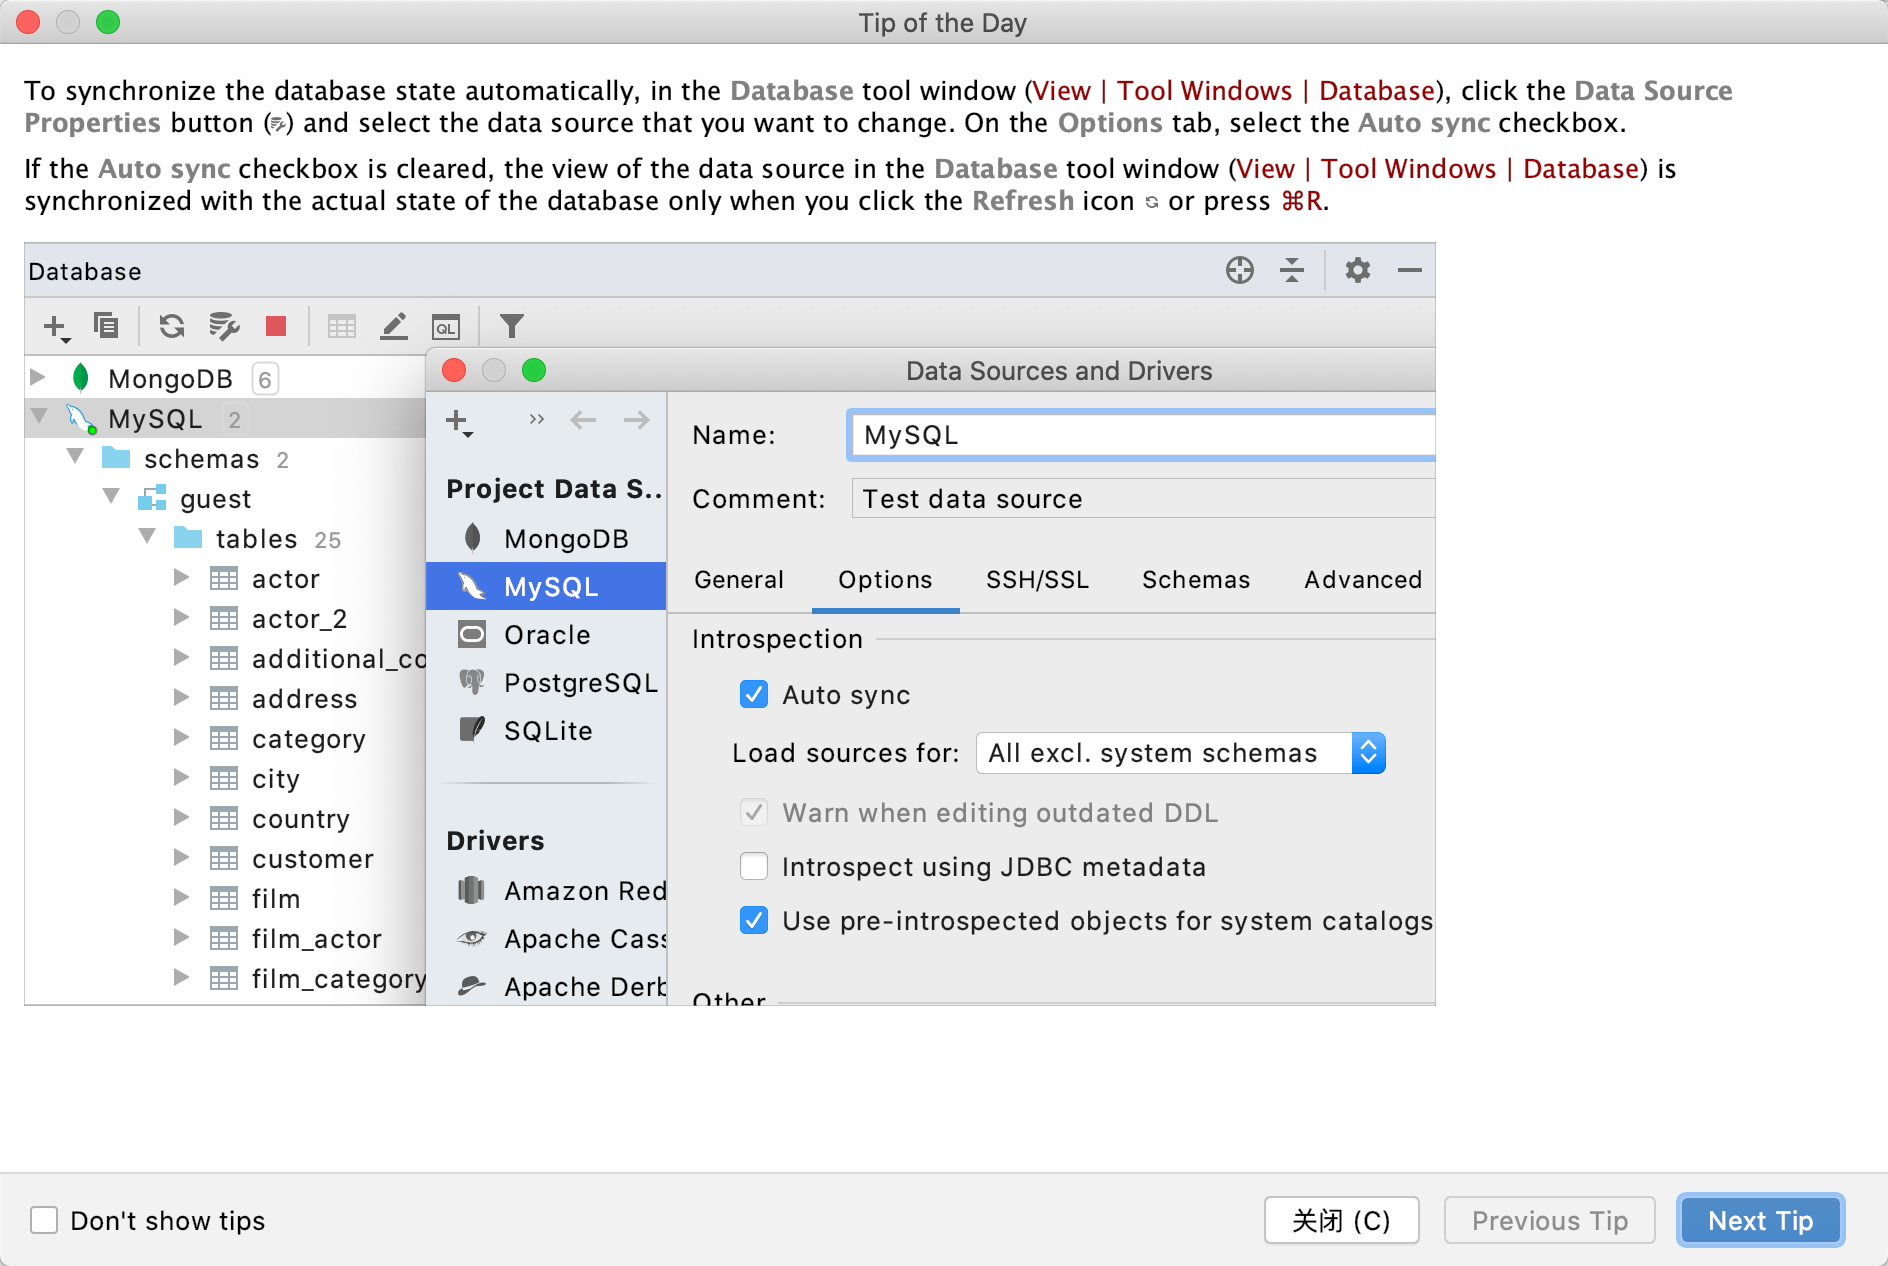 Tip of the Day
To synchronize the database state automatically, in the Database tool window (View | Tool Windows | Database), click the Data Source
Properties button ( ) and select the data source that you want to change. On the Options tab, select the Auto sync checkbox.
If the Auto sync checkbox is cleared, the view of the data source in the Database tool window (View | Tool Windows | Database) is
synchronized with the actual state of the database only when you click the Refresh icon or press ⌘R.
Database
QL
MongoDB 6
MySQL 2
schemas 2
guest
tables 25
actor
actor_2
additional_co
address
category
city
country
customer
film
film_actor
film_category
Data Sources and Drivers
>>
Project Data S..
MongoDB
MySQL
Oracle
PostgreSQL
SQLite
Drivers
Amazon Red
Apache Cass
Apache Derb
Name: MySQL
Comment: Test data source
General Options SSH/SSL Schemas Advanced
Introspection
Auto sync
Load sources for: All excl. system schemas
Warn when editing outdated DDL
Introspect using JDBC metadata
Use pre-introspected objects for system catalogs
Other
Don't show tips
关闭 (C)
Previous Tip
Next Tip